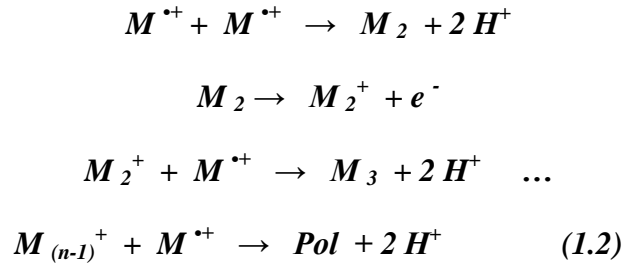 M•+ + M•+ → M2 + 2 H+
M2 → M2+ + e-
M2+ + M•+ → M3 + 2 H+ …
M(n-1)+ + M•+ → Pol + 2 H+ (1.2)